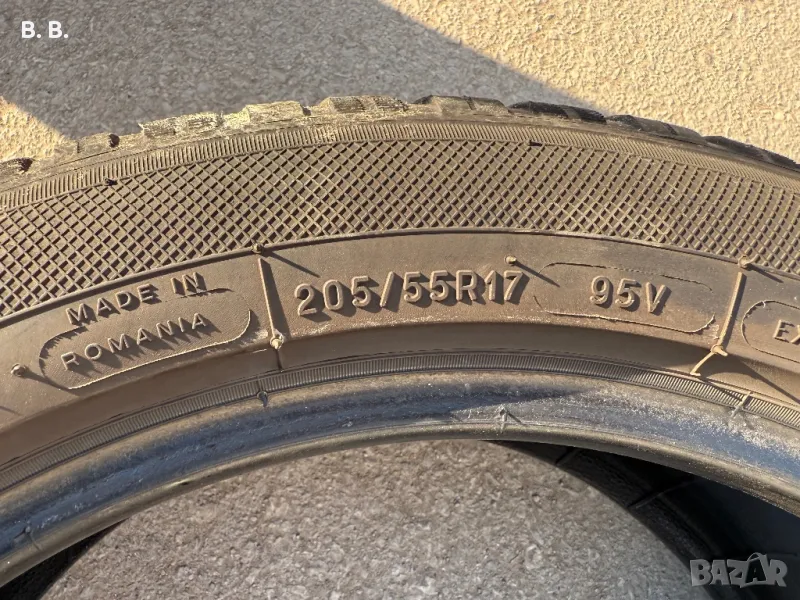 B. B.
MADE IN
ROMANIA
205/55R17
95V
BAZAR